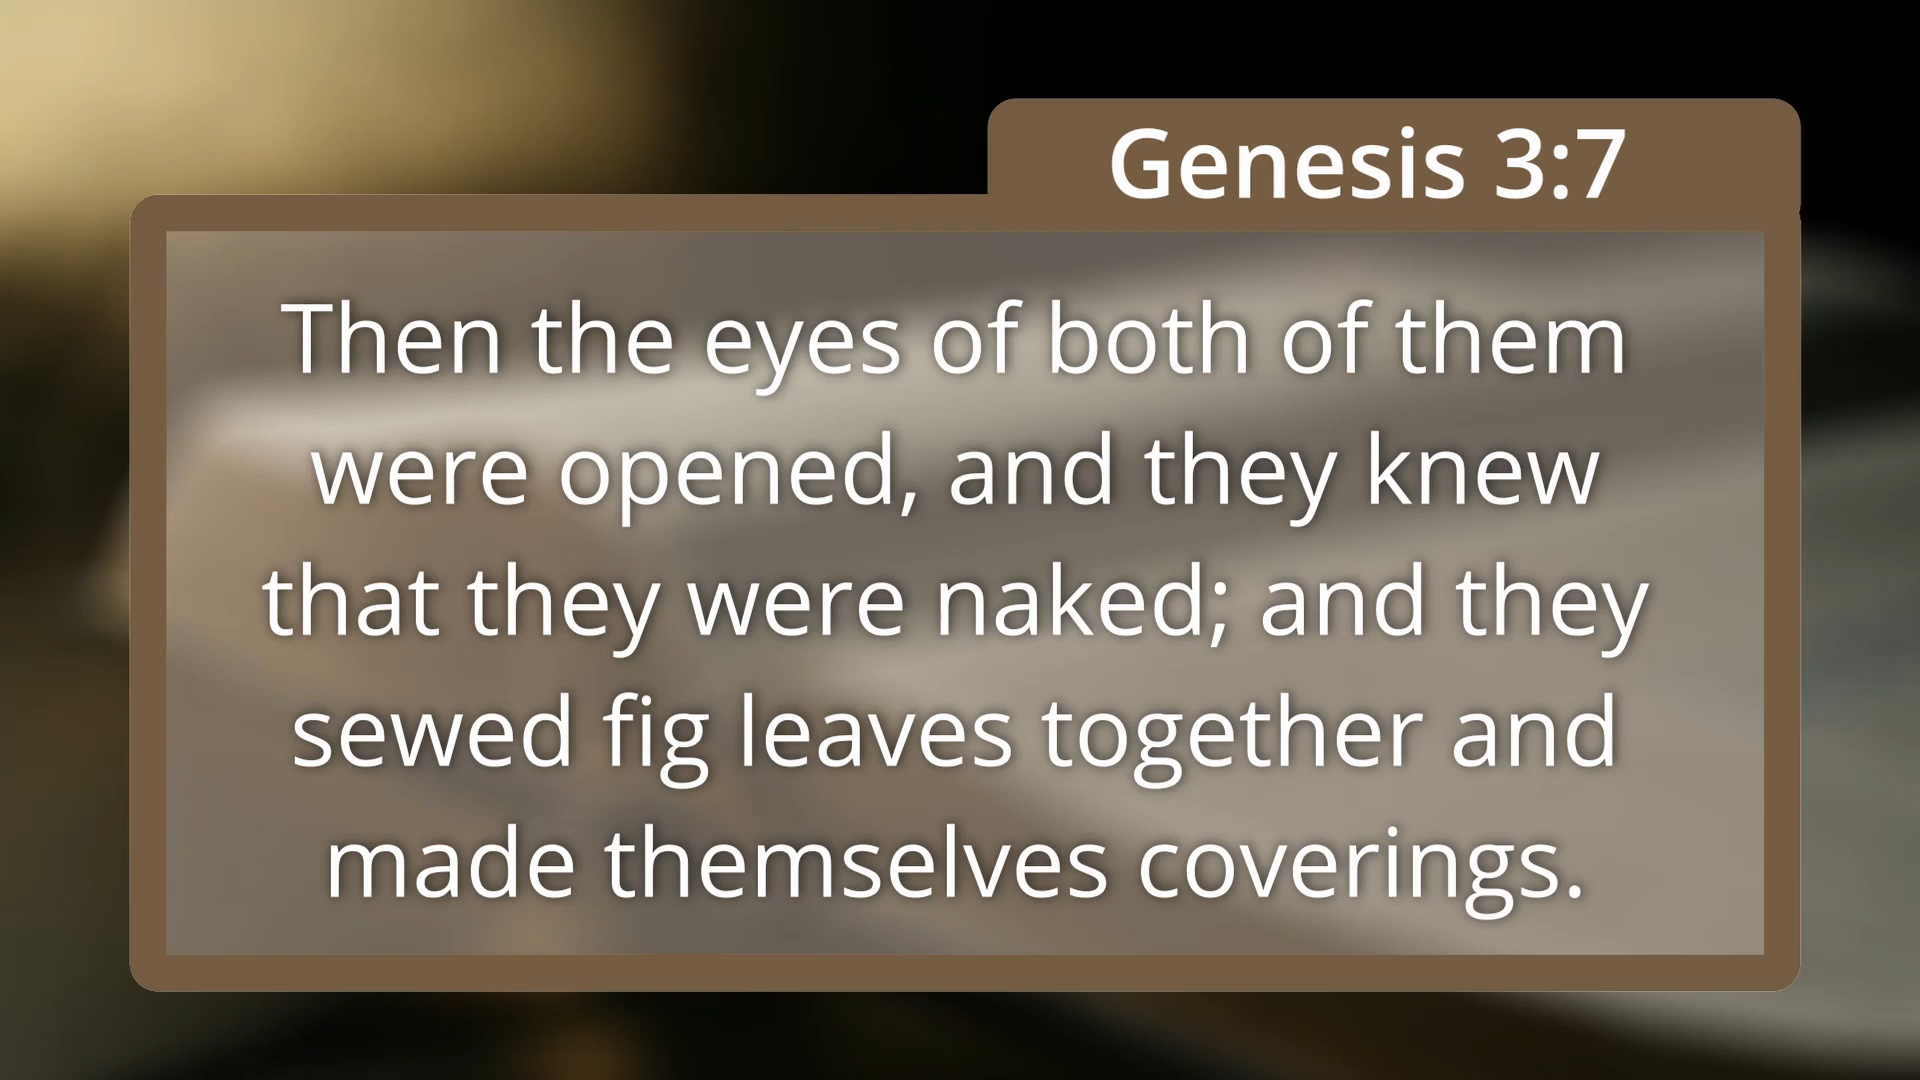 Genesis 3:7
Then the eyes of both of them
were opened, and they knew
that they were naked; and they
sewed fig leaves together and
made themselves coverings.